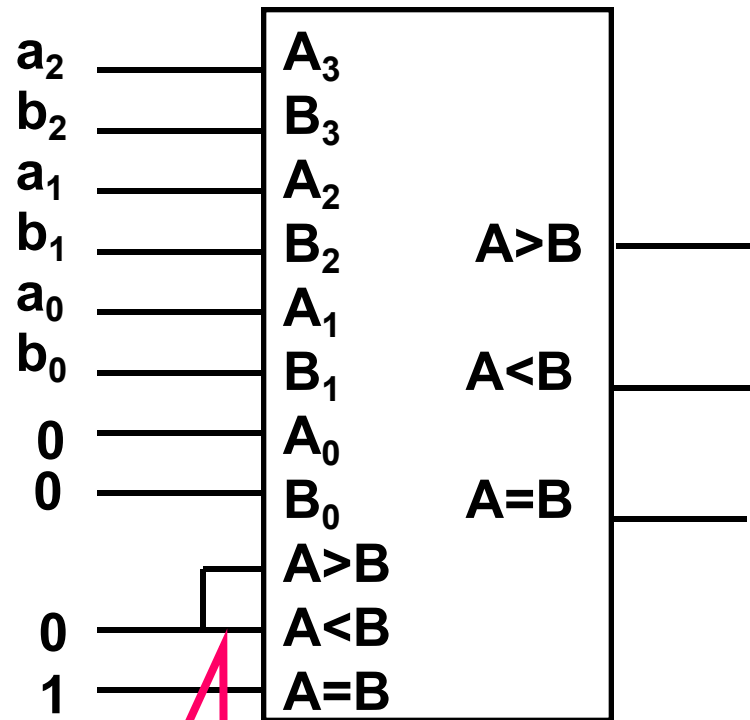 a₂ A₃
b₂ B₃
a₁ A₂
b₁ B₂ A>B
a₀ A₁
b₀ B₁ A<B
0 A₀
0 B₀ A=B
A>B
0 A<B
1 A=B